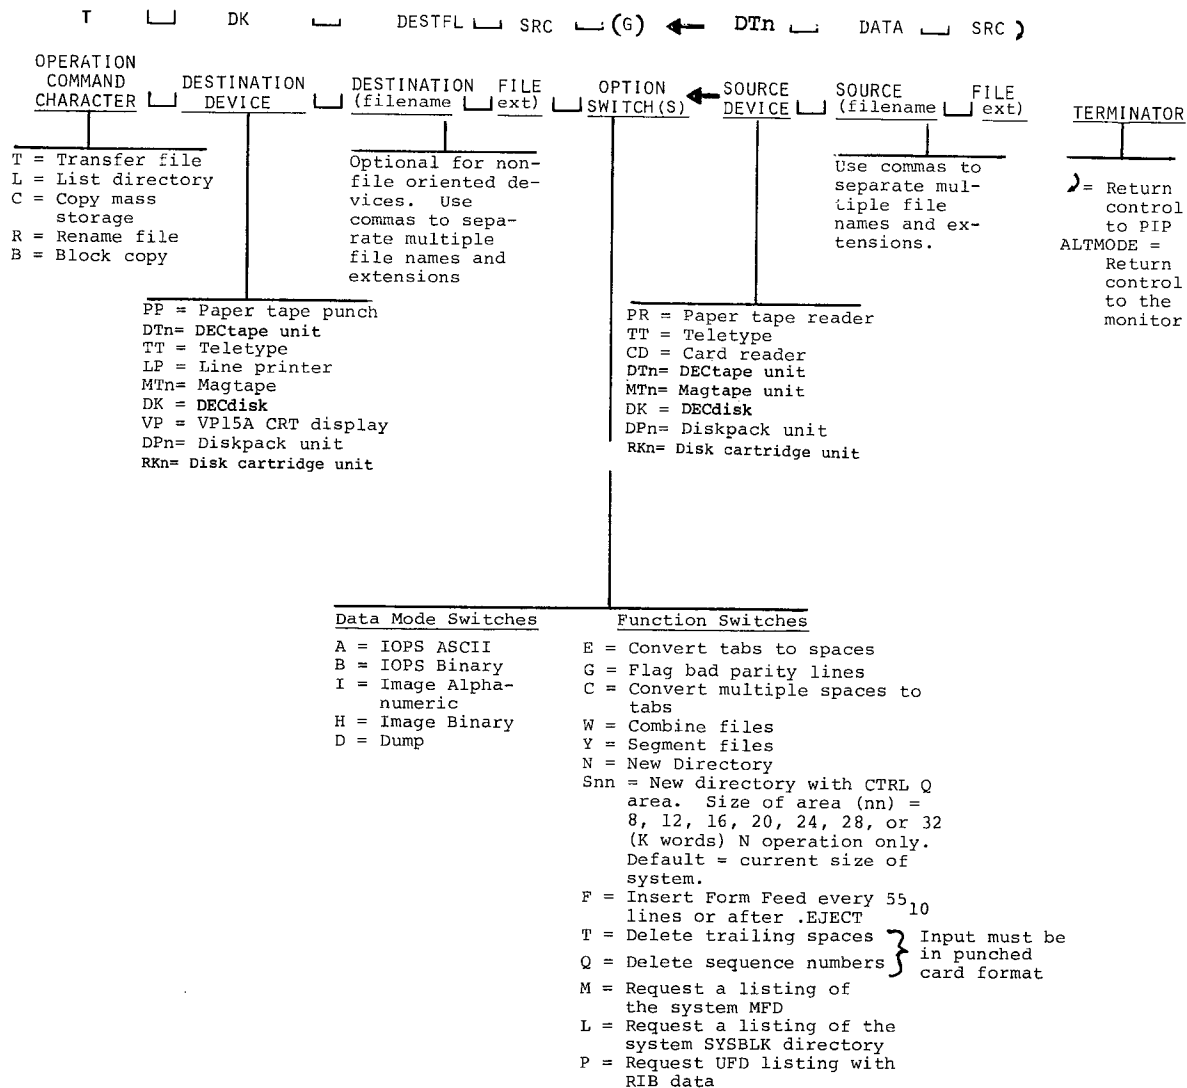 T ⎵ DK ⎵ DESTFL ⎵ SRC ⎵ (G) ← DTn ⎵ DATA ⎵ SRC )
OPERATION
COMMAND
CHARACTER ⎵ DESTINATION
DEVICE ⎵ DESTINATION
(filename ⎵ FILE
ext) ⎵ OPTION
SWITCH(S) ← SOURCE
DEVICE ⎵ SOURCE
(filename ⎵ FILE
ext)
TERMINATOR
T = Transfer file
L = List directory
C = Copy mass
storage
R = Rename file
B = Block copy
Optional for non-
file oriented de-
vices. Use
commas to sepa-
rate multiple
file names and
extensions
Use commas to
separate mul-
tiple file
names and ex-
tensions.
)= Return
control
to PIP
ALTMODE =
Return
control
to the
monitor
PP = Paper tape punch
DTn= DECtape unit
TT = Teletype
LP = Line printer
MTn= Magtape
DK = DECdisk
VP = VP15A CRT display
DPn= Diskpack unit
RKn= Disk cartridge unit
PR = Paper tape reader
TT = Teletype
CD = Card reader
DTn= DECtape unit
MTn= Magtape unit
DK = DECdisk
DPn= Diskpack unit
RKn= Disk cartridge unit
Data Mode Switches
A = IOPS ASCII
B = IOPS Binary
I = Image Alpha-
numeric
H = Image Binary
D = Dump
Function Switches
E = Convert tabs to spaces
G = Flag bad parity lines
C = Convert multiple spaces to
tabs
W = Combine files
Y = Segment files
N = New Directory
Snn = New directory with CTRL Q
area. Size of area (nn) =
8, 12, 16, 20, 24, 28, or 32
(K words) N operation only.
Default = current size of
system.
F = Insert Form Feed every 55₁₀
lines or after .EJECT
T = Delete trailing spaces
Q = Delete sequence numbers
} Input must be
in punched
card format
M = Request a listing of
the system MFD
L = Request a listing of the
system SYSBLK directory
P = Request UFD listing with
RIB data